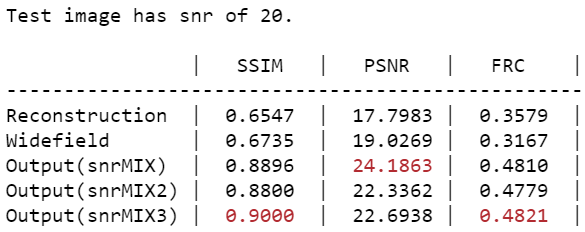 Test image has snr of 20.
| SSIM | PSNR | FRC |
-------------------------------------------------
Reconstruction | 0.6547 | 17.7983 | 0.3579 |
Widefield | 0.6735 | 19.0269 | 0.3167 |
Output(snrMIX) | 0.8896 | 24.1863 | 0.4810 |
Output(snrMIX2) | 0.8800 | 22.3362 | 0.4779 |
Output(snrMIX3) | 0.9000 | 22.6938 | 0.4821 |